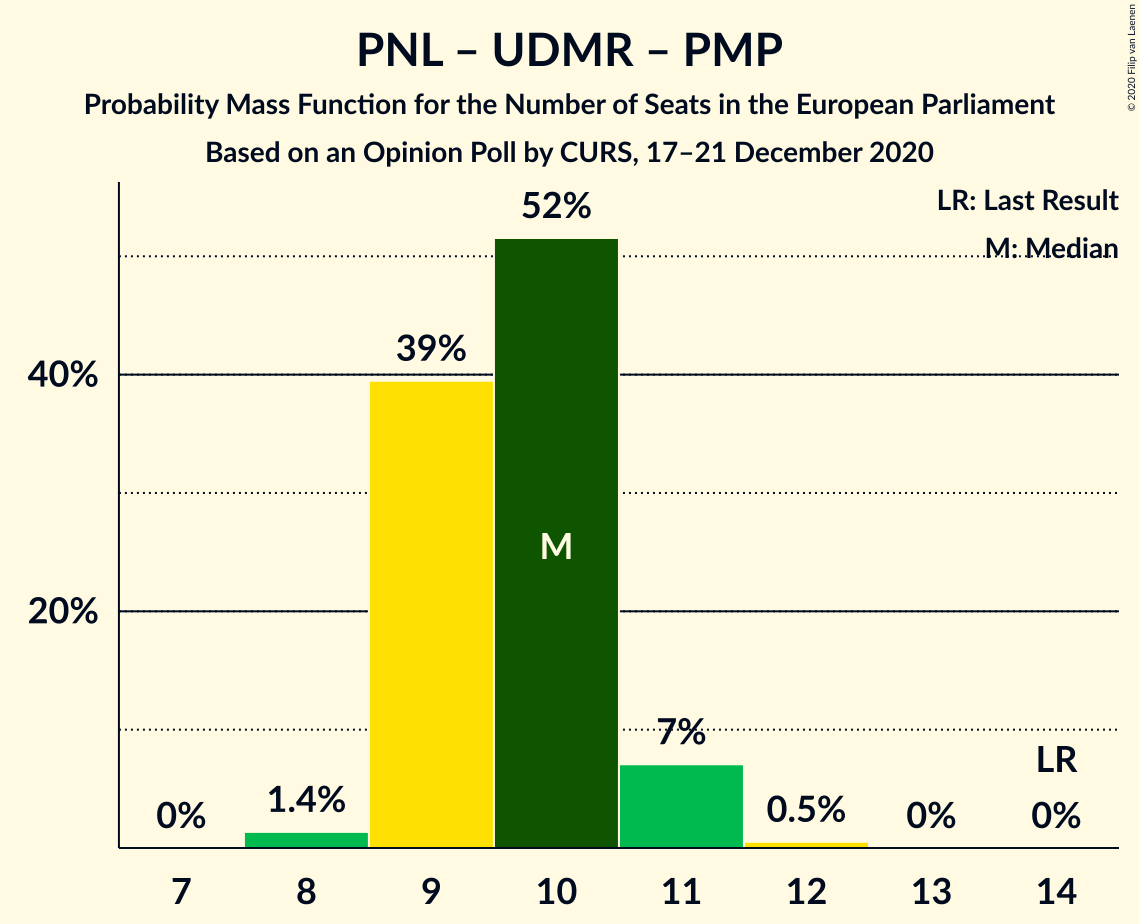 PNL – UDMR – PMP
Probability Mass Function for the Number of Seats in the European Parliament
Based on an Opinion Poll by CURS, 17–21 December 2020
© 2020 Filip van Laenen
LR: Last Result
M: Median
52%
39%
40%
M
20%
7%
LR
0%
1.4%
0.5%
0%
0%
7
8
9
10
11
12
13
14